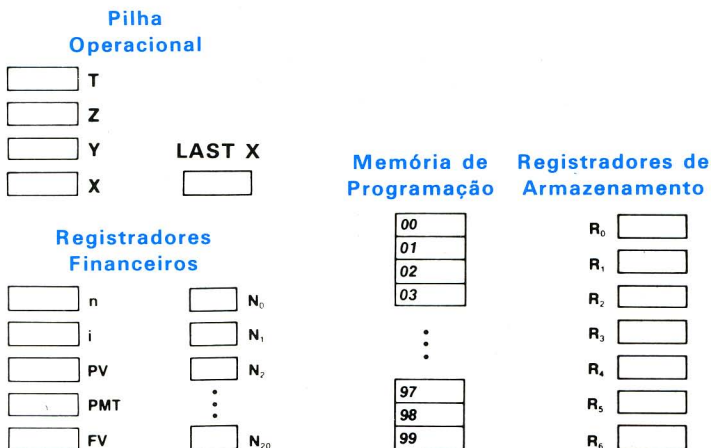 Pilha
Operacional
T
Z
Y
X
LAST X
Registradores
Financeiros
n
i
PV
PMT
FV
N₀
N₁
N₂
N₂₀
Memória de
Programação
00
01
02
03
97
98
99
Registradores de
Armazenamento
R₀
R₁
R₂
R₃
R₄
R₅
R₆